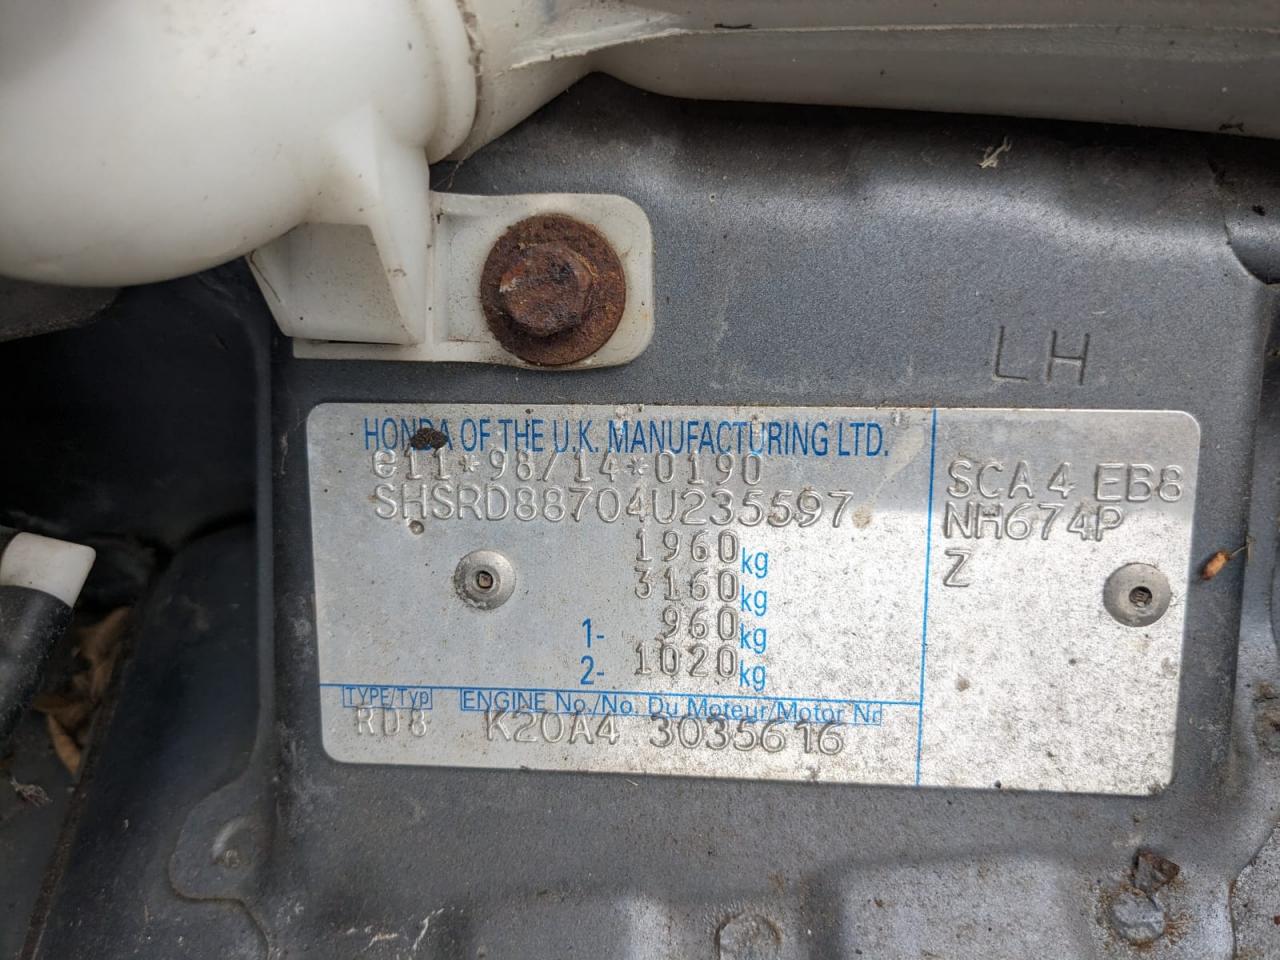 LH
HONDA OF THE U.K. MANUFACTURING LTD.
e11*98/14*0190
SHSRD88704U235597
1960kg
3160kg
1- 960kg
2- 1020kg
TYPE/TYP ENGINE No./No. Du Moteur/Motor Nr
RD8 K20A4 3035616
SCA4 EB8
NH674P
Z